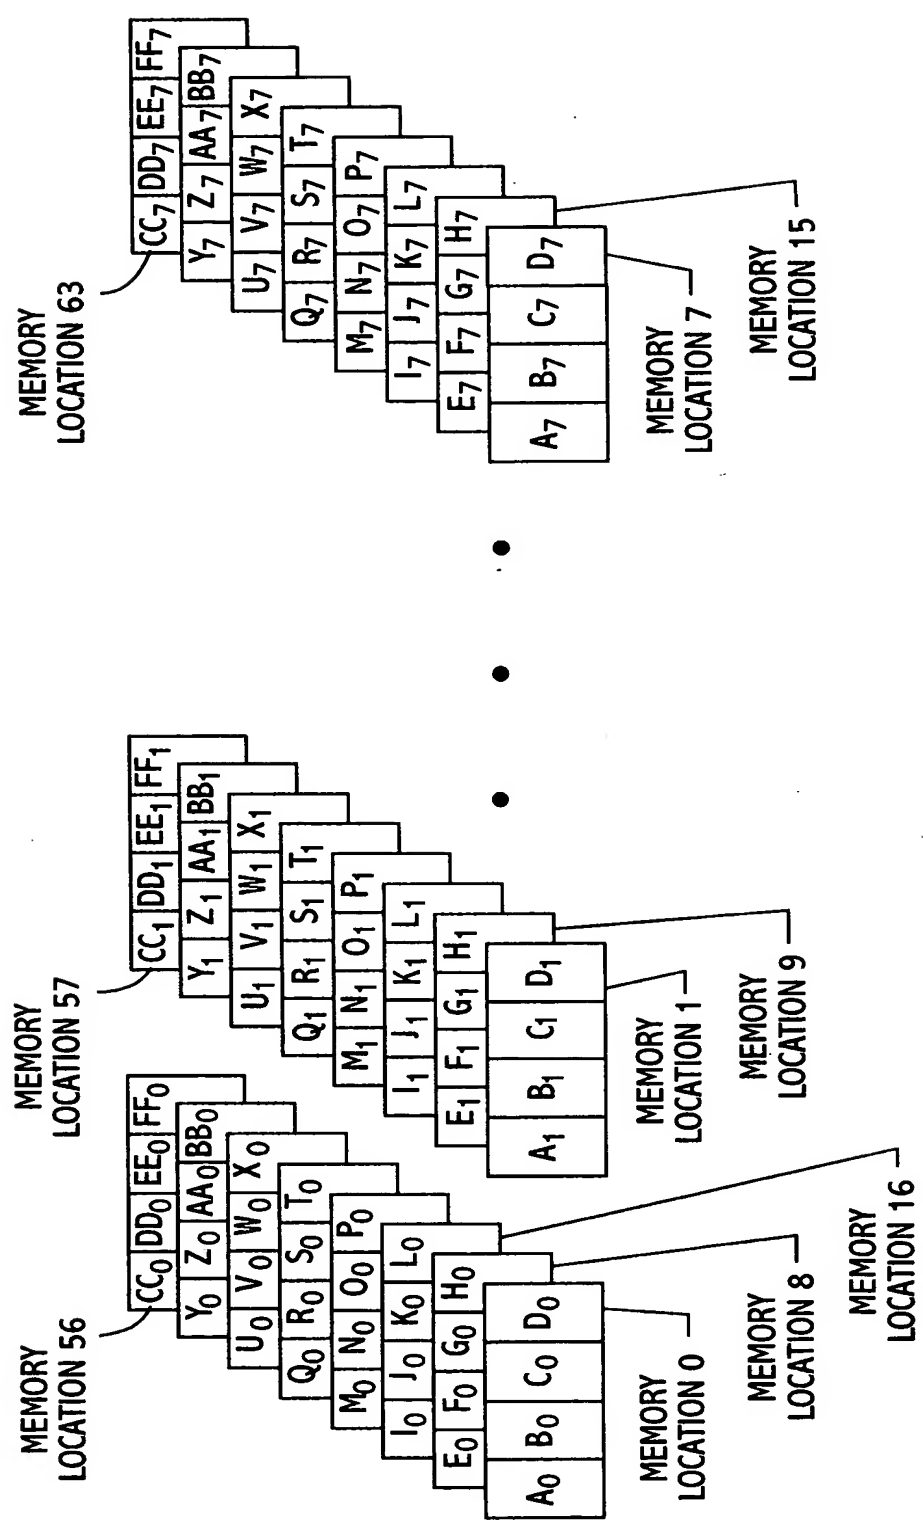 MEMORY
LOCATION 56
MEMORY
LOCATION 57
MEMORY
LOCATION 63
CC₀ DD₀ EE₀ FF₀
CC₁ DD₁ EE₁ FF₁
CC₇ DD₇ EE₇ FF₇
Y₀ Z₀ AA₀ BB₀
Y₁ Z₁ AA₁ BB₁
Y₇ Z₇ AA₇ BB₇
U₀ V₀ W₀ X₀
U₁ V₁ W₁ X₁
U₇ V₇ W₇ X₇
Q₀ R₀ S₀ T₀
Q₁ R₁ S₁ T₁
Q₇ R₇ S₇ T₇
M₀ N₀ O₀ P₀
M₁ N₁ O₁ P₁
M₇ N₇ O₇ P₇
I₀ J₀ K₀ L₀
I₁ J₁ K₁ L₁
I₇ J₇ K₇ L₇
E₀ F₀ G₀ H₀
E₁ F₁ G₁ H₁
E₇ F₇ G₇ H₇
A₀ B₀ C₀ D₀
A₁ B₁ C₁ D₁
A₇ B₇ C₇ D₇
MEMORY
LOCATION 0
MEMORY
LOCATION 1
MEMORY
LOCATION 7
MEMORY
LOCATION 8
MEMORY
LOCATION 9
MEMORY
LOCATION 15
MEMORY
LOCATION 16